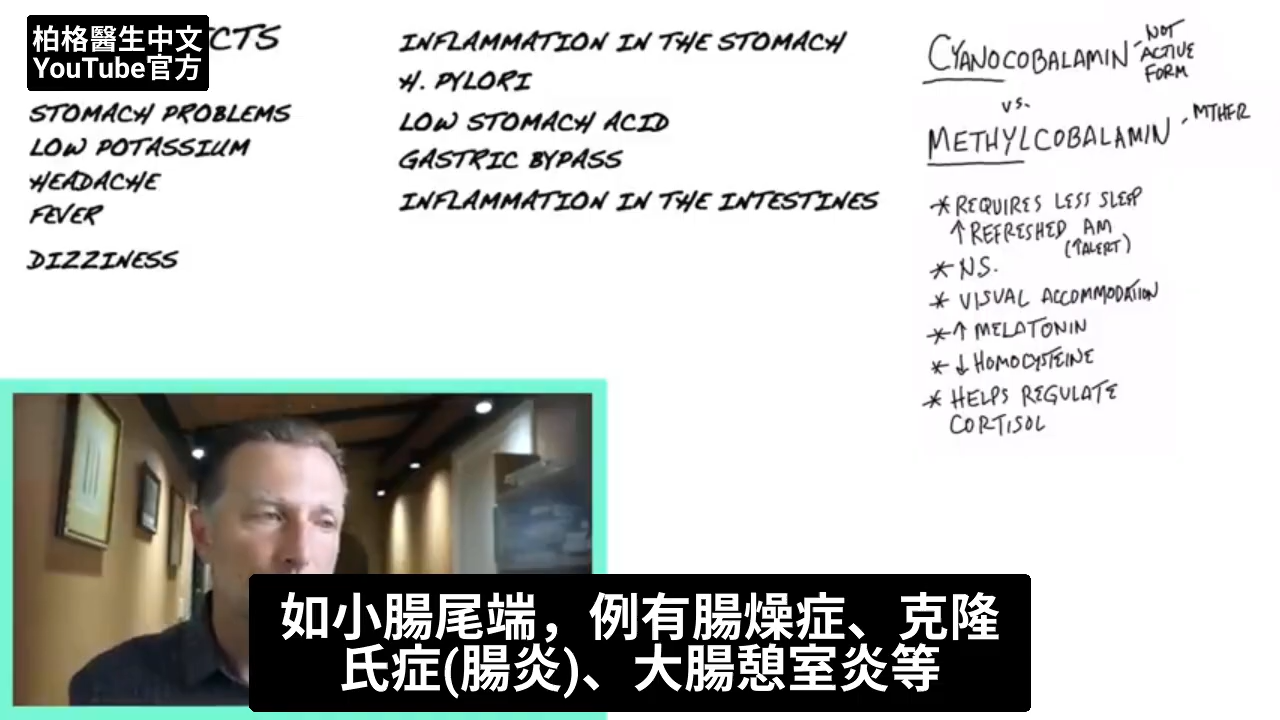 柏格醫生中文
YouTube官方
CTS
STOMACH PROBLEMS
LOW POTASSIUM
HEADACHE
FEVER
DIZZINESS
INFLAMMATION IN THE STOMACH
H. PYLORI
LOW STOMACH ACID
GASTRIC BYPASS
INFLAMMATION IN THE INTESTINES
CYANOCOBALAMIN - NOT
ACTIVE
FORM
VS.
METHYLCOBALAMIN - MTHFR
* REQUIRES LESS SLEEP
↑ REFRESHED AM
(↑ALERT)
* NS.
* VISUAL ACCOMMODATION
* ↑ MELATONIN
* ↓ HOMOCYSTEINE
* HELPS REGULATE
CORTISOL
如小腸尾端，例有腸燥症、克隆
氏症(腸炎)、大腸憩室炎等